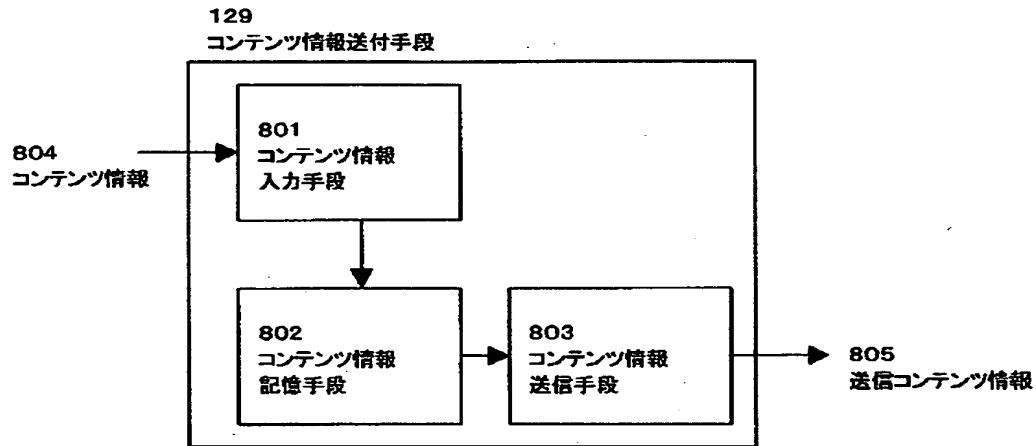 129
コンテンツ情報送付手段
801
コンテンツ情報
入力手段
804
コンテンツ情報
802
コンテンツ情報
記憶手段
803
コンテンツ情報
送信手段
805
送信コンテンツ情報